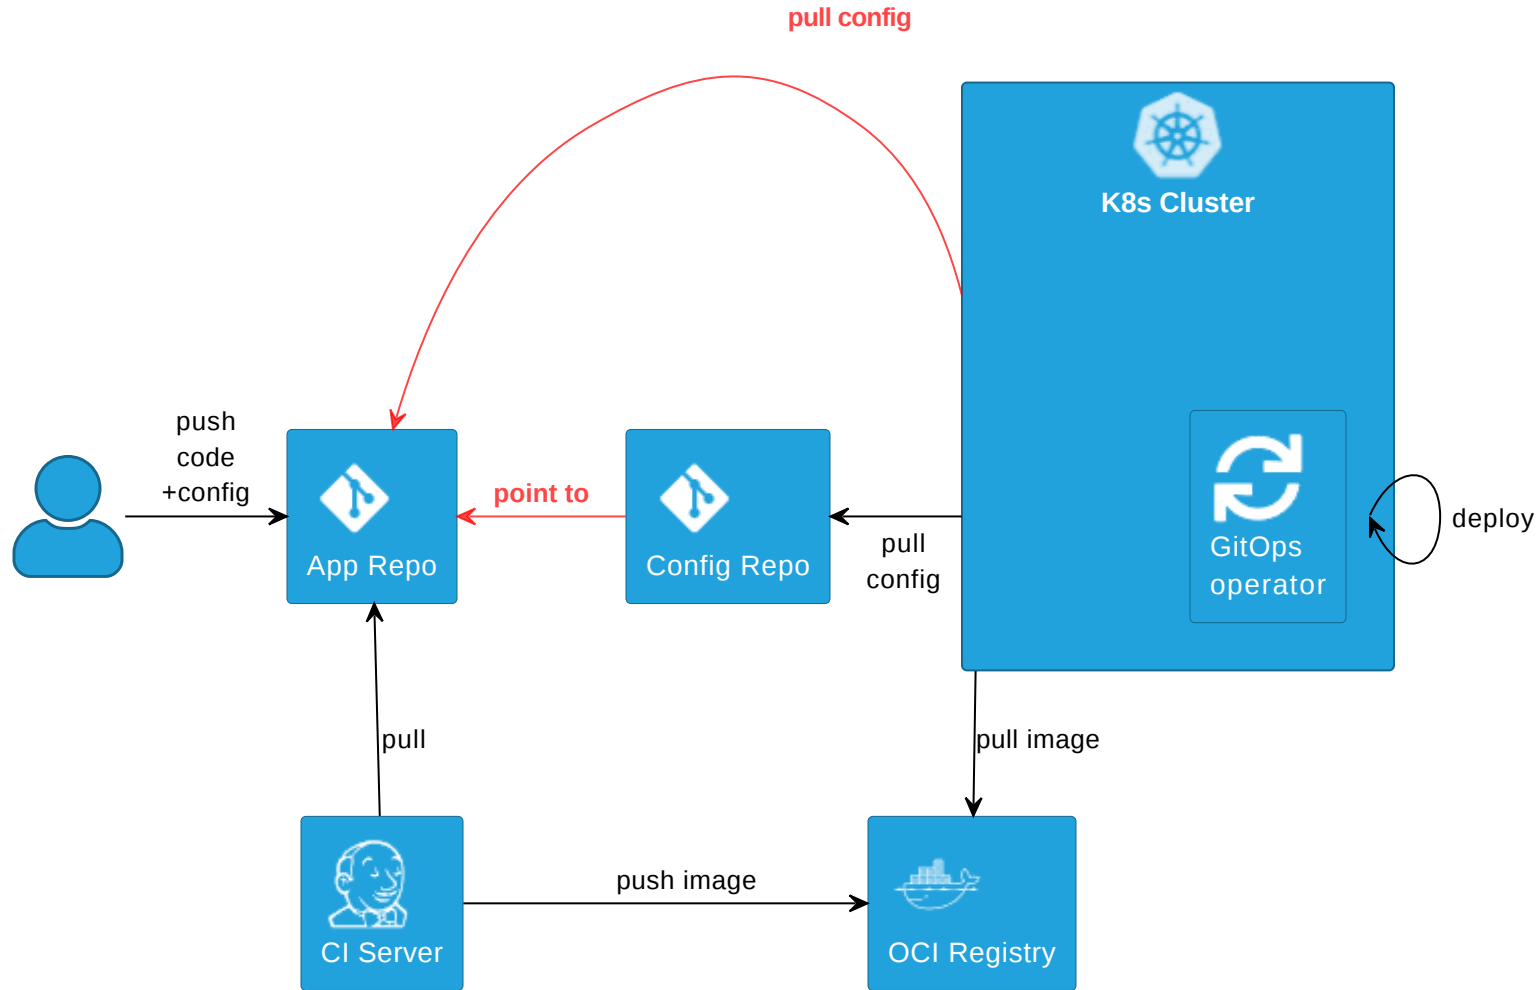 pull config
K8s Cluster
push
code
+config
App Repo
point to
Config Repo
pull
config
GitOps
operator
deploy
pull
pull image
CI Server
push image
OCI Registry